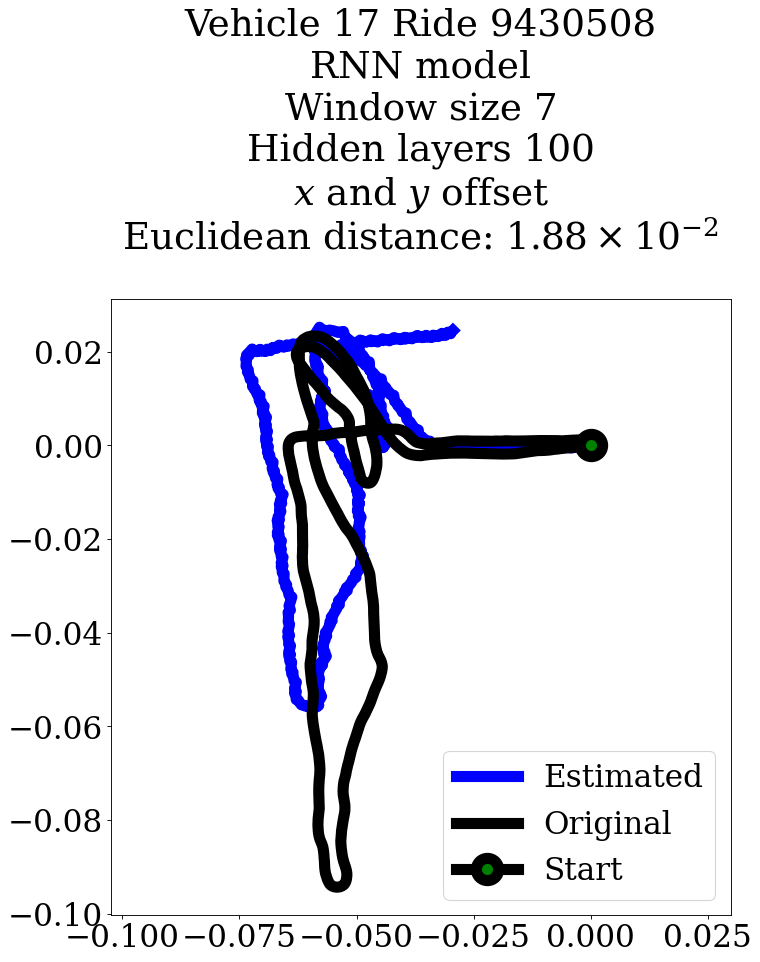 Vehicle 17 Ride 9430508
RNN model
Window size 7
Hidden layers 100
x and y offset
Euclidean distance: 1.88 × 10⁻²
0.02
0.00
−0.02
−0.04
−0.06
−0.08
−0.10
Estimated
Original
Start
−0.100 −0.075 −0.050 −0.025 0.000 0.025